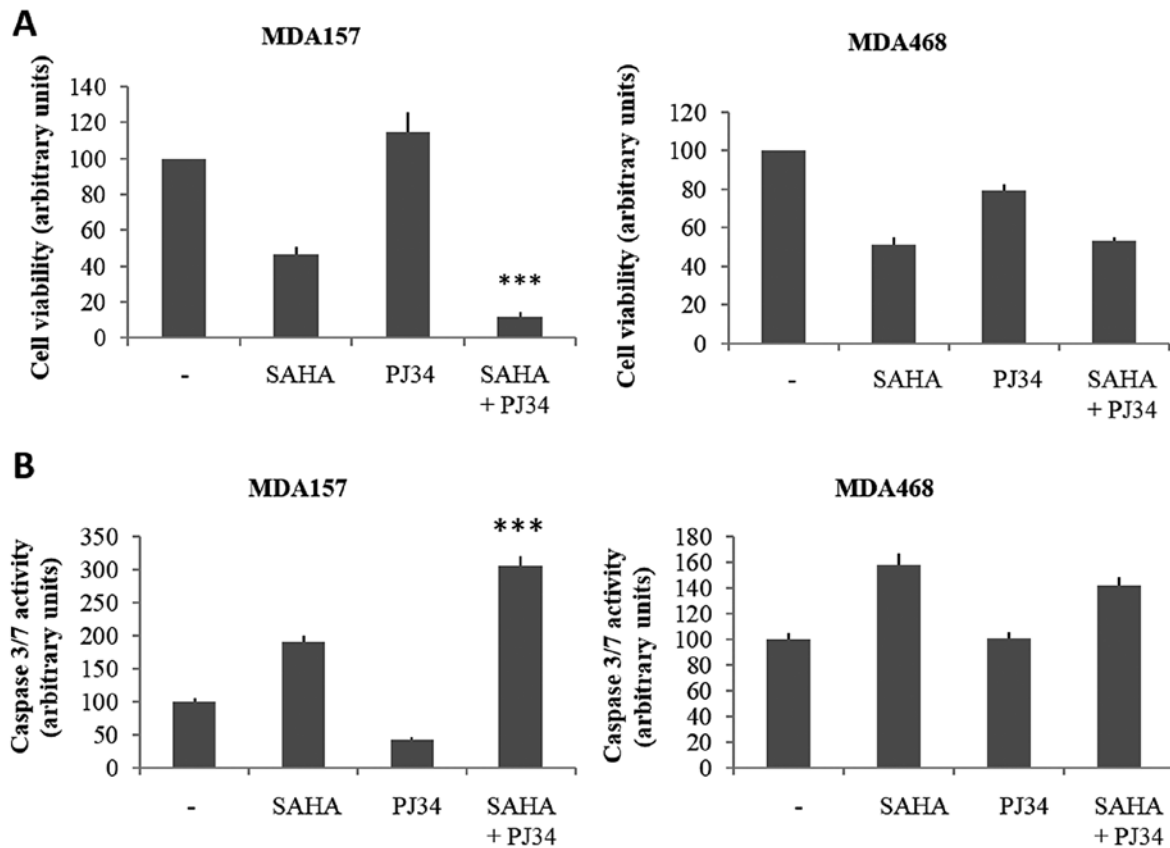 A
MDA157
Cell viability (arbitrary units)
140
120
100
80
60
40
20
0
***
- SAHA PJ34 SAHA
+ PJ34
MDA468
Cell viability (arbitrary units)
120
100
80
60
40
20
0
- SAHA PJ34 SAHA
+ PJ34
B
MDA157
Caspase 3/7 activity
(arbitrary units)
350
300
250
200
150
100
50
0
***
- SAHA PJ34 SAHA
+ PJ34
MDA468
Caspase 3/7 activity
(arbitrary units)
180
160
140
120
100
80
60
40
20
0
- SAHA PJ34 SAHA
+ PJ34